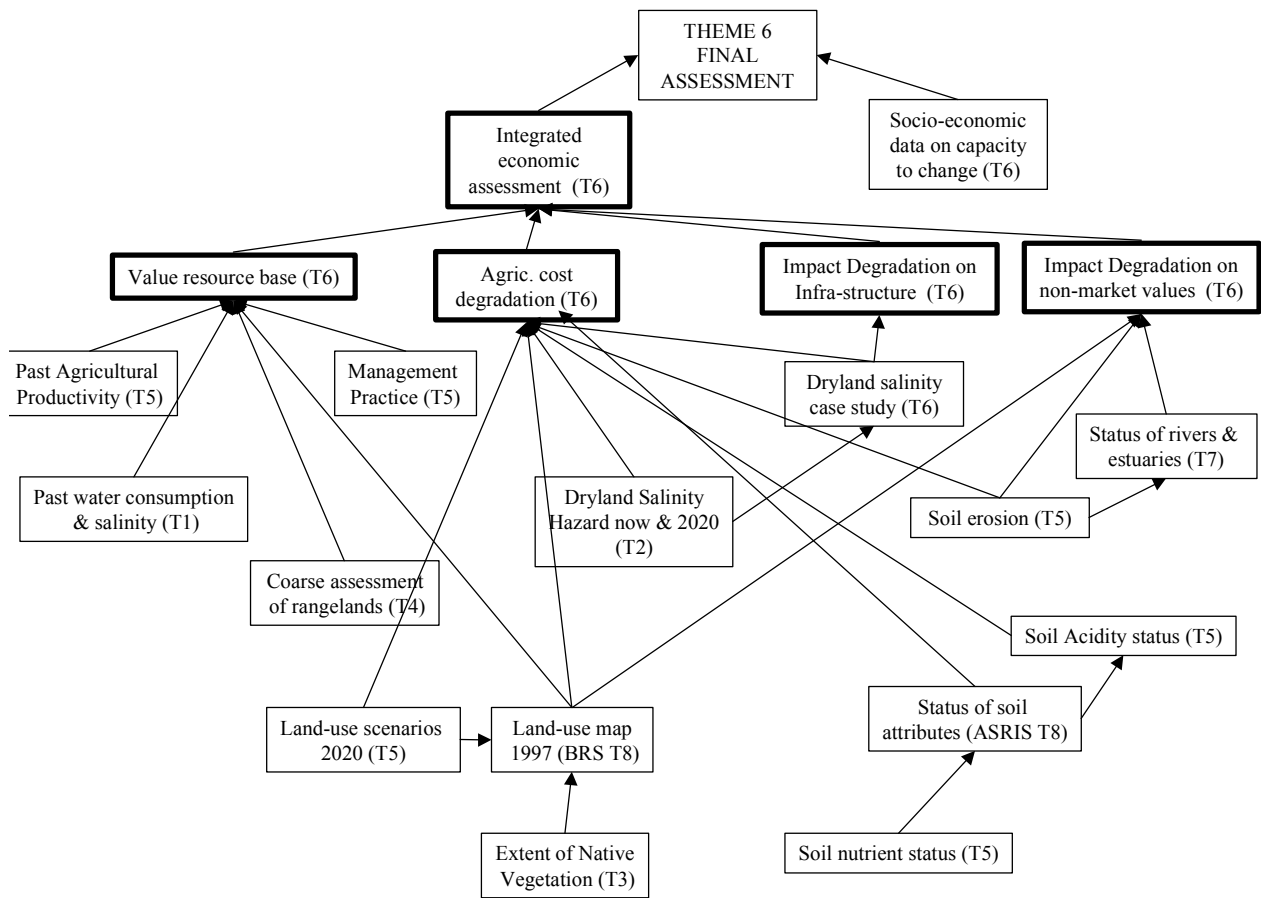 THEME 6
FINAL
ASSESSMENT
Integrated
economic
assessment (T6)
Socio-economic
data on capacity
to change (T6)
Value resource base (T6)
Agric. cost
degradation (T6)
Impact Degradation on
Infra-structure (T6)
Impact Degradation on
non-market values (T6)
Past Agricultural
Productivity (T5)
Management
Practice (T5)
Dryland salinity
case study (T6)
Status of rivers &
estuaries (T7)
Past water consumption
& salinity (T1)
Dryland Salinity
Hazard now & 2020
(T2)
Soil erosion (T5)
Coarse assessment
of rangelands (T4)
Soil Acidity status (T5)
Land-use scenarios
2020 (T5)
Land-use map
1997 (BRS T8)
Status of soil
attributes (ASRIS T8)
Extent of Native
Vegetation (T3)
Soil nutrient status (T5)